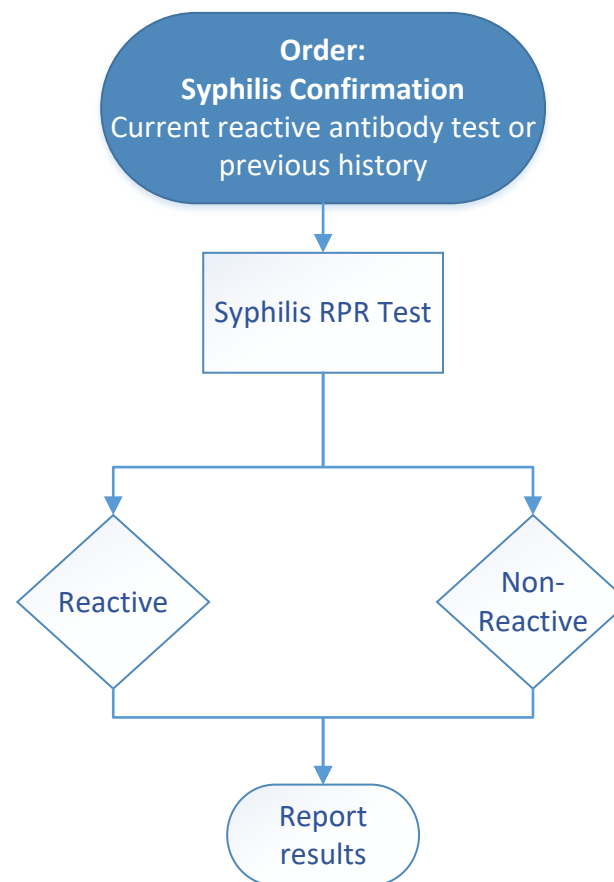 Order:
Syphilis Confirmation
Current reactive antibody test or
previous history
Syphilis RPR Test
Reactive
Non-
Reactive
Report
results